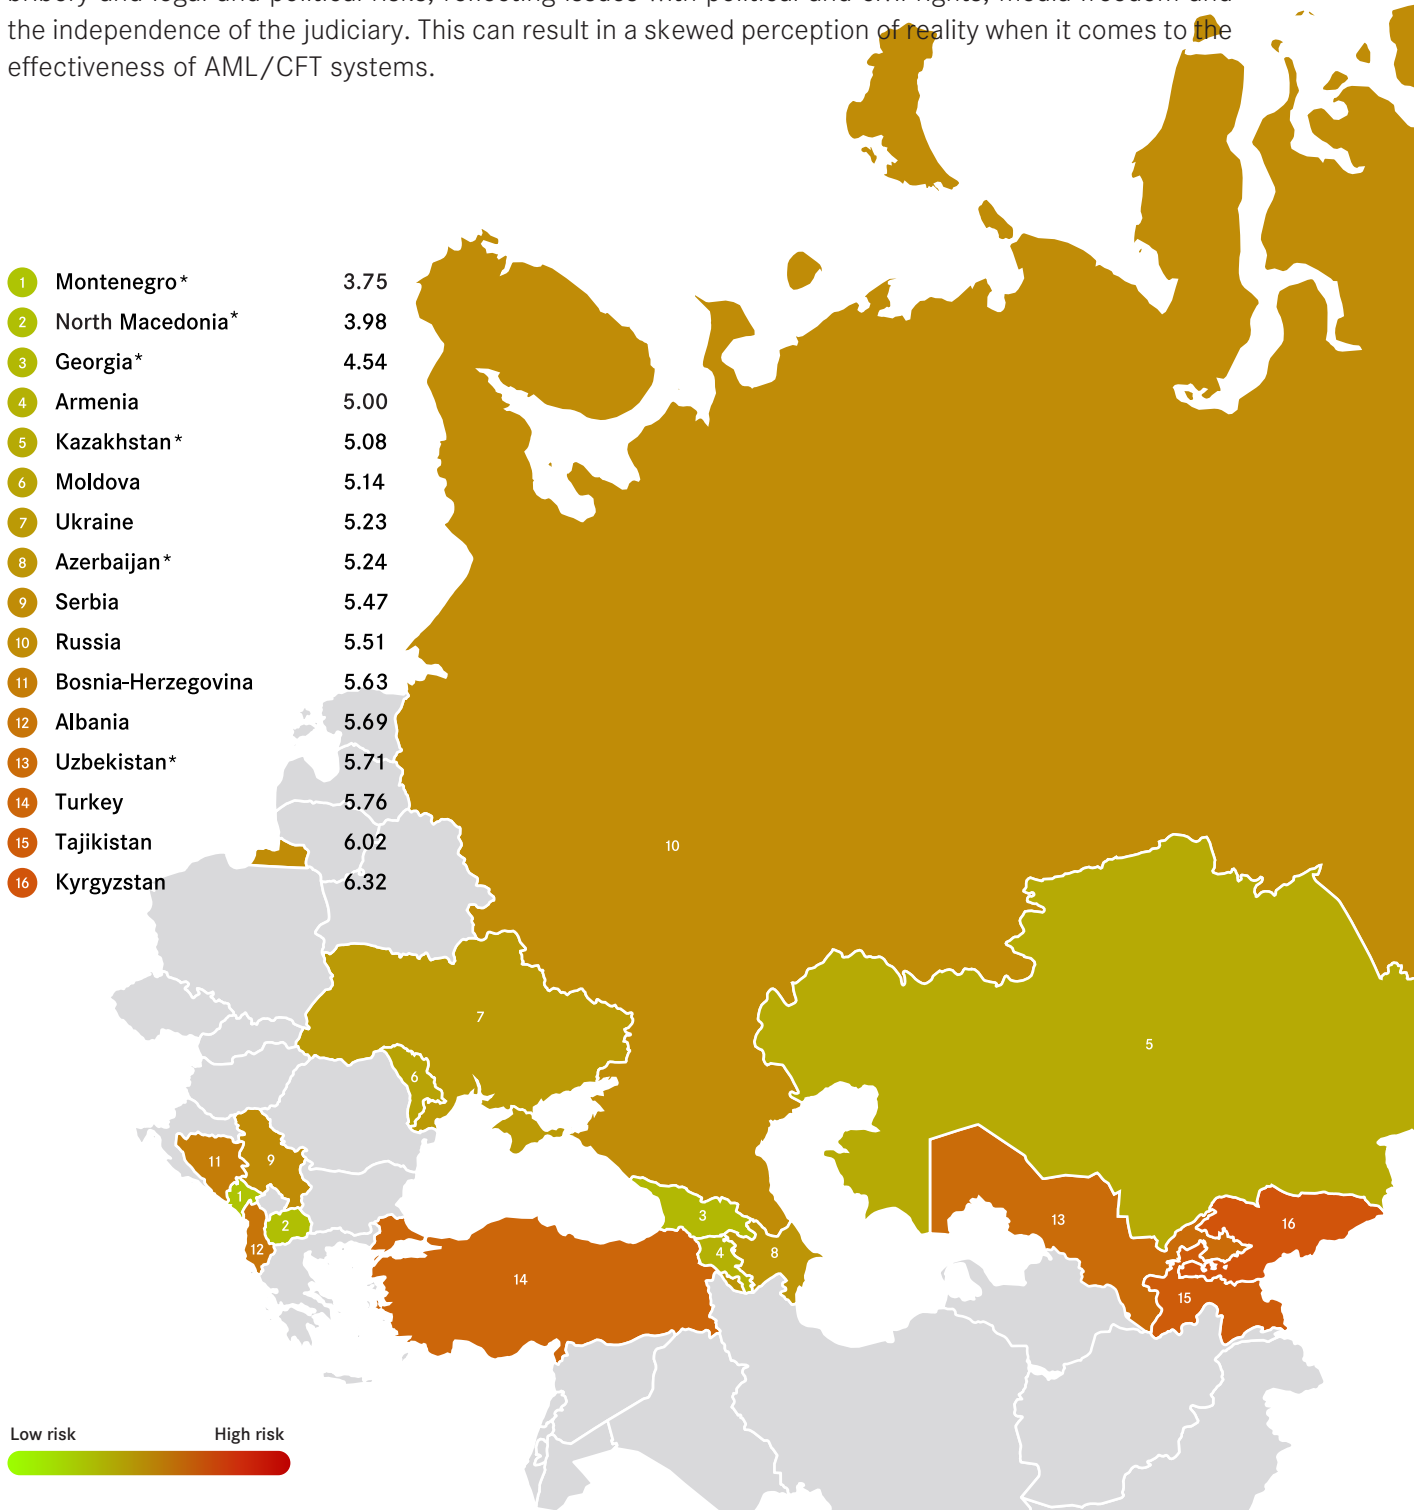 the independence of the judiciary. This can result in a skewed perception of reality when it comes to the
effectiveness of AML/CFT systems.
1 Montenegro* 3.75
2 North Macedonia* 3.98
3 Georgia* 4.54
4 Armenia 5.00
5 Kazakhstan* 5.08
6 Moldova 5.14
7 Ukraine 5.23
8 Azerbaijan* 5.24
9 Serbia 5.47
10 Russia 5.51
11 Bosnia-Herzegovina 5.63
12 Albania 5.69
13 Uzbekistan* 5.71
14 Turkey 5.76
15 Tajikistan 6.02
16 Kyrgyzstan 6.32
10
7
5
6
11
9
1
2
12
3
4
8
13
16
14
15
Low risk High risk